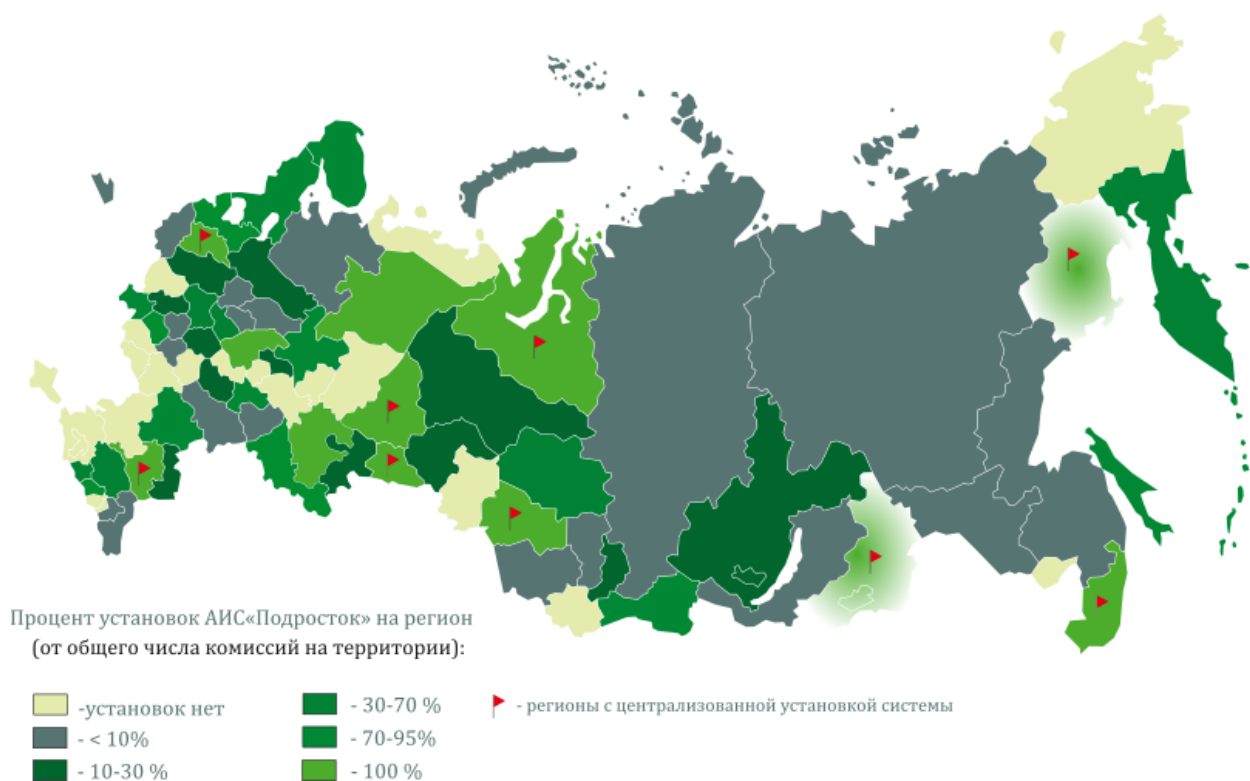 Процент установок АИС«Подросток» на регион
(от общего числа комиссий на территории):
-установок нет
- < 10%
- 10-30 %
- 30-70 %
- 70-95%
- 100 %
- регионы с централизованной установкой системы